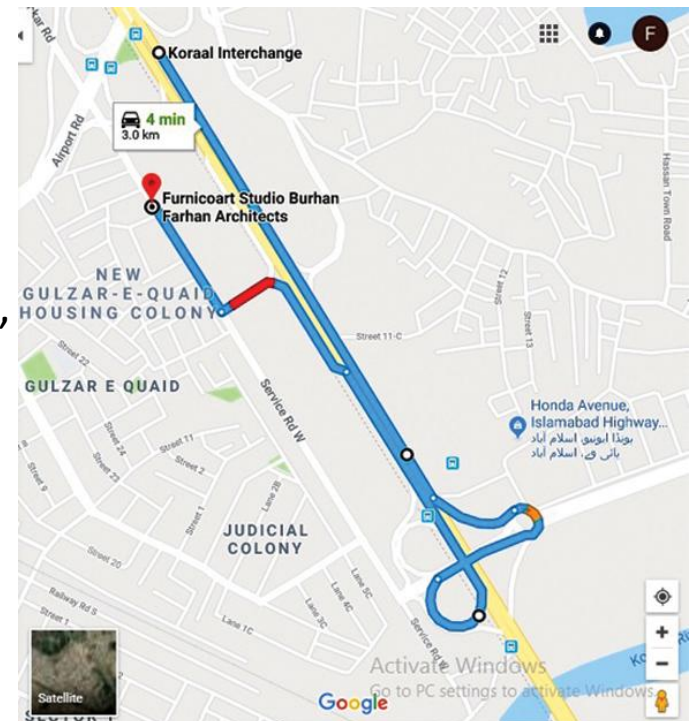 Airport Rd
Koraal Interchange
F
4 min
3.0 km
Furnicoart Studio Burhan
Farhan Architects
Hassan Town Road
NEW
GULZAR-E-QUAID
HOUSING COLONY
,
Street 12
Street 13
Street 11-C
Street 22
GULZAR E QUAID
Service Rd W
Honda Avenue,
Islamabad Highway...
ہونڈا ایونیو، اسلام آباد
ہائی وے، اسلام آباد
Street 24
Street 11
Street 2
Street 23
Street 9
Street 1
Lane 2B
JUDICIAL
COLONY
Street 20
Lane 5C
Lane 4C
Lane 3C
Lane 1C
Railway Rd S
Street 1
Service Rd W
Activate Windows
Go to PC settings to activate Windows.
Satellite
Google